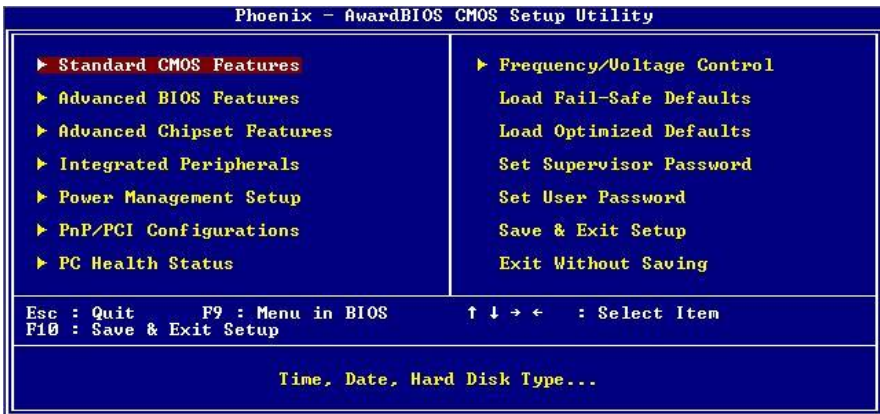 Phoenix - AwardBIOS CMOS Setup Utility
▶ Standard CMOS Features
▶ Advanced BIOS Features
▶ Advanced Chipset Features
▶ Integrated Peripherals
▶ Power Management Setup
▶ PnP/PCI Configurations
▶ PC Health Status
▶ Frequency/Voltage Control
Load Fail-Safe Defaults
Load Optimized Defaults
Set Supervisor Password
Set User Password
Save & Exit Setup
Exit Without Saving
Esc : Quit F9 : Menu in BIOS ↑ ↓ → ← : Select Item
F10 : Save & Exit Setup
Time, Date, Hard Disk Type...